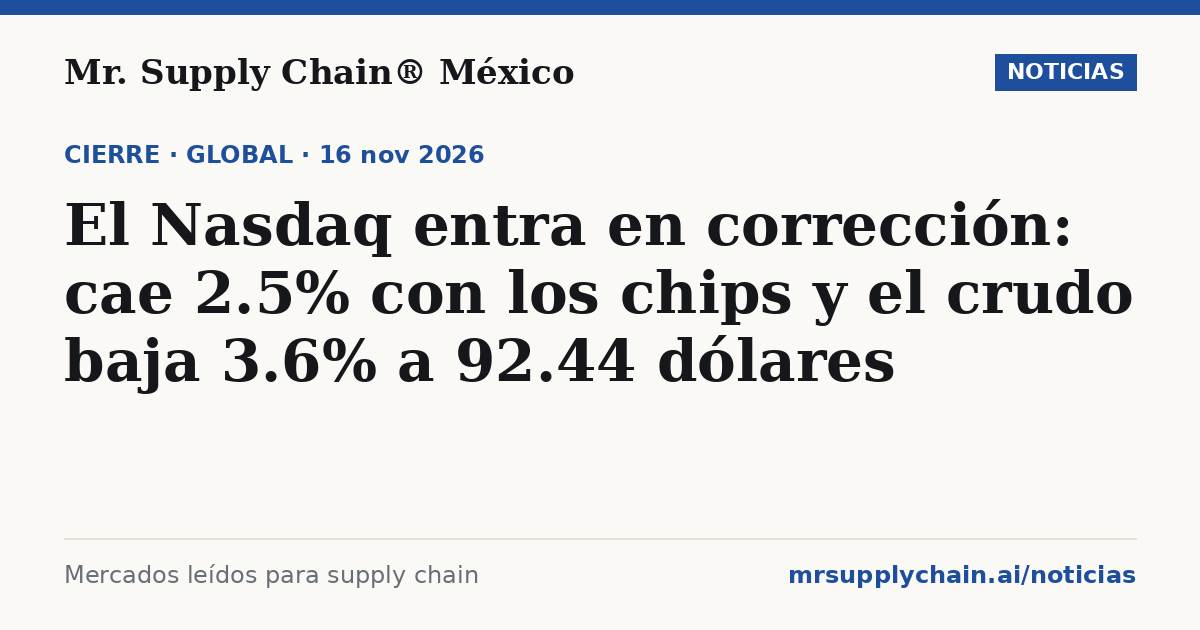 Mr. Supply Chain® México
NOTICIAS
CIERRE · GLOBAL · 16 nov 2026
El Nasdaq entra en corrección:
cae 2.5% con los chips y el crudo
baja 3.6% a 92.44 dólares
Mercados leídos para supply chain
mrsupplychain.ai/noticias